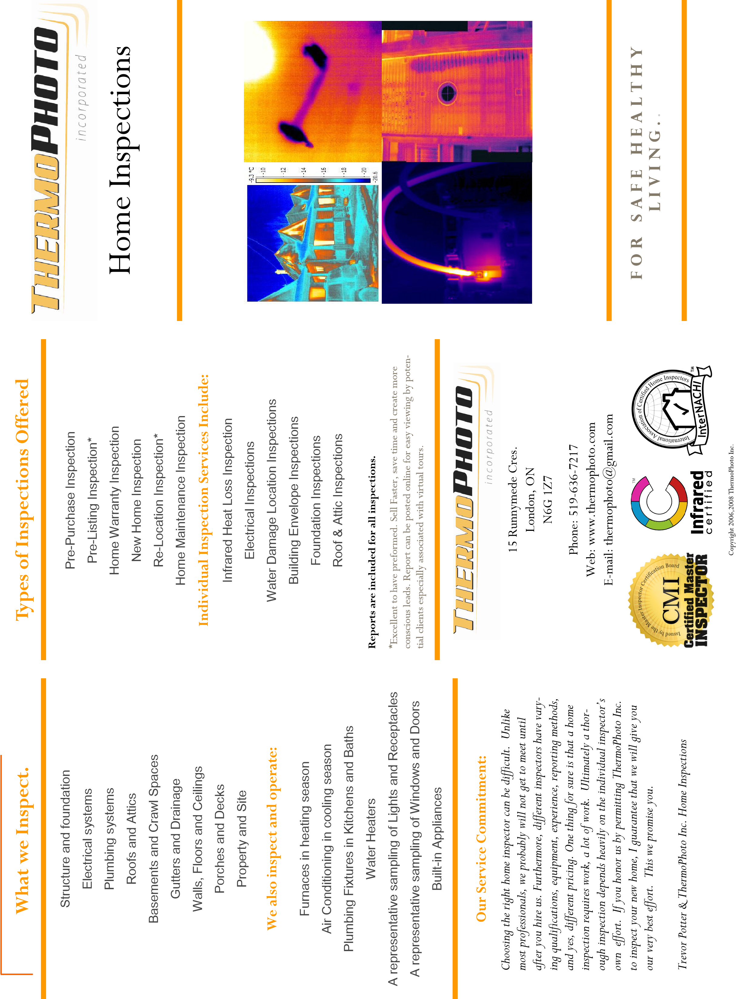 What we Inspect.
Structure and foundation
Electrical systems
Plumbing systems
Roofs and Attics
Basements and Crawl Spaces
Gutters and Drainage
Walls, Floors and Ceilings
Porches and Decks
Property and Site
We also inspect and operate:
Furnaces in heating season
Air Conditioning in cooling season
Plumbing Fixtures in Kitchens and Baths
Water Heaters
A representative sampling of Lights and Receptacles
A representative sampling of Windows and Doors
Built-in Appliances
Our Service Commitment:
Choosing the right home inspector can be difficult. Unlike
most professionals, we probably will not get to meet until
after you hire us. Furthermore, different inspectors have vary-
ing qualifications, equipment, experience, reporting methods,
and yes, different pricing. One thing for sure is that a home
inspection requires work, a lot of work. Ultimately a thor-
ough inspection depends heavily on the individual inspector's
own effort. If you honor us by permitting ThermoPhoto Inc.
to inspect your new home, I guarantee that we will give you
our very best effort. This we promise you.
Trevor Potter & ThermoPhoto Inc. Home Inspections
Types of Inspections Offered
Pre-Purchase Inspection
Pre-Listing Inspection*
Home Warranty Inspection
New Home Inspection
Re-Location Inspection*
Home Maintenance Inspection
Individual Inspection Services Include:
Infrared Heat Loss Inspection
Electrical Inspections
Water Damage Location Inspections
Building Envelope Inspections
Foundation Inspections
Roof & Attic Inspections
Reports are included for all inspections.
*Excellent to have preformed. Sell Faster, save time and create more
conscious leads. Report can be posted online for easy viewing by poten-
tial clients especially associated with virtual tours.
THERMOPHOTO
incorporated
15 Runnymede Cres.
London, ON
N6G 1Z7
Phone: 519-636-7217
Web: www.thermophoto.com
E-mail: thermophoto@gmail.com
Issued by the Master Inspector Certification Board
CMI
Certified Master
INSPECTOR
TM
Infrared
certified
International Association of Certified Home Inspectors
InterNACHI
TM
Copyright 2006,2008 ThermoPhoto Inc.
THERMOPHOTO
incorporated
Home Inspections
-9.3 °C
-10
-12
-14
-16
-18
-20
-20.6
FOR SAFE HEALTHY
LIVING..